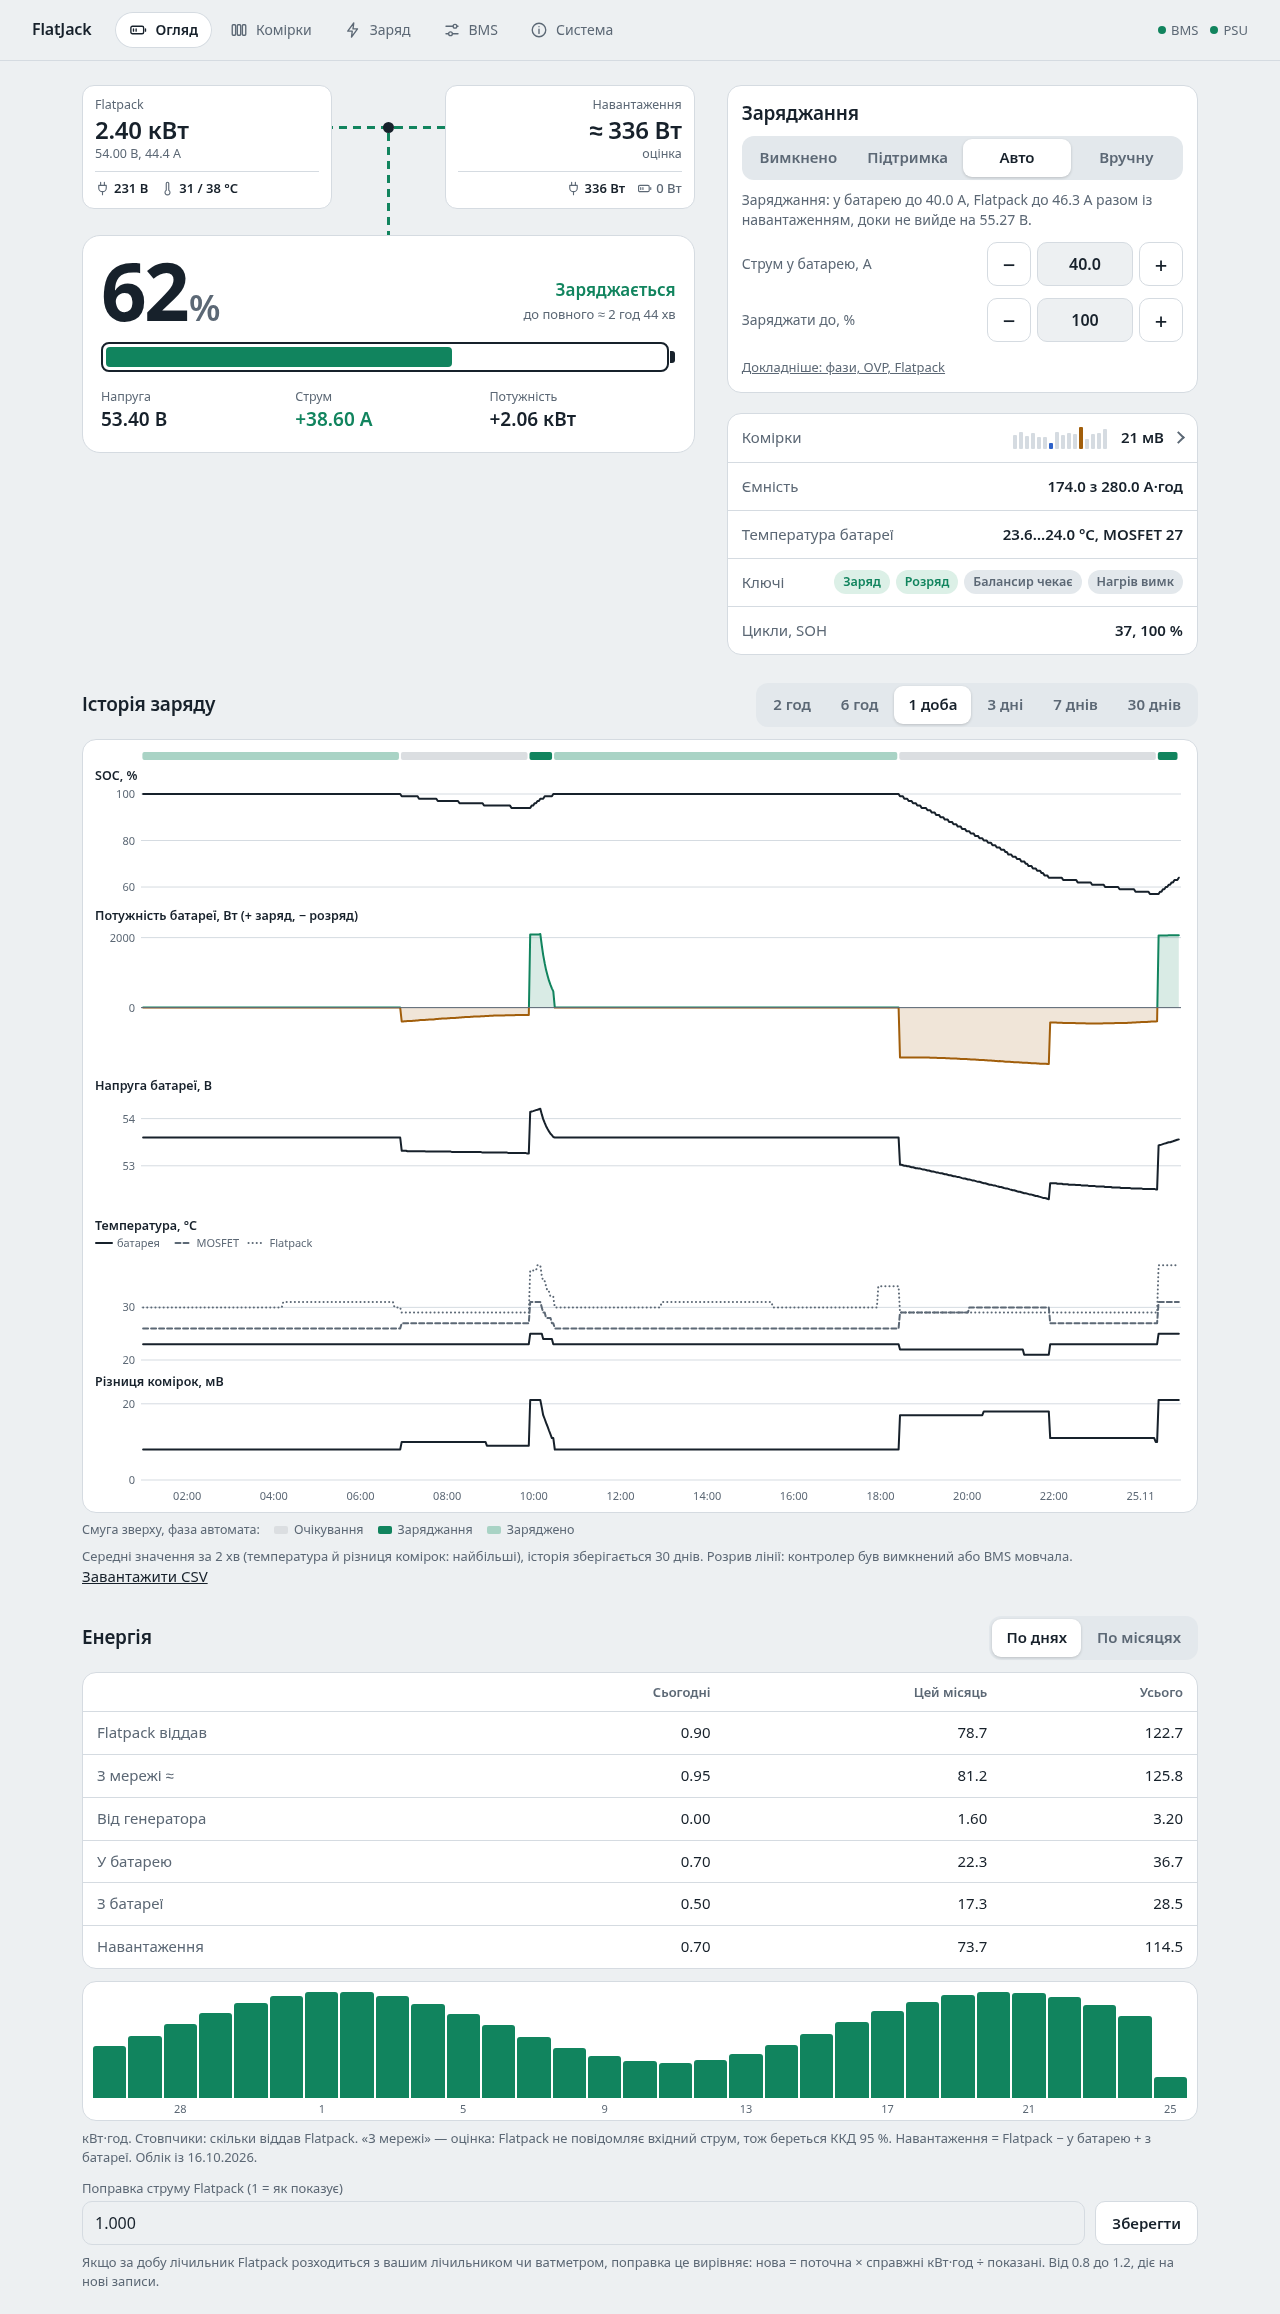 FlatJack
Огляд
Комірки
Заряд
BMS
Система
BMS
PSU
Flatpack
2.40 кВт
54.00 В, 44.4 А
231 В
31 / 38 °C
Навантаження
≈ 336 Вт
оцінка
336 Вт
0 Вт
62%
Заряджається
до повного ≈ 2 год 44 хв
Напруга
Струм
Потужність
53.40 В
+38.60 А
+2.06 кВт
Заряджання
Вимкнено
Підтримка
Авто
Вручну
Заряджання: у батарею до 40.0 А, Flatpack до 46.3 А разом із
навантаженням, доки не вийде на 55.27 В.
Струм у батарею, А
−
40.0
+
Заряджати до, %
−
100
+
Докладніше: фази, OVP, Flatpack
Комірки
21 мВ
Ємність
174.0 з 280.0 А·год
Температура батареї
23.6…24.0 °C, MOSFET 27
Ключі
Заряд
Розряд
Балансир чекає
Нагрів вимк
Цикли, SOH
37, 100 %
Історія заряду
2 год
6 год
1 доба
3 дні
7 днів
30 днів
SOC, %
100
80
60
Потужність батареї, Вт (+ заряд, − розряд)
2000
0
Напруга батареї, В
54
53
Температура, °C
батарея
MOSFET
Flatpack
30
20
Різниця комірок, мВ
20
0
02:00
04:00
06:00
08:00
10:00
12:00
14:00
16:00
18:00
20:00
22:00
25.11
Смуга зверху, фаза автомата:
Очікування
Заряджання
Заряджено
Середні значення за 2 хв (температура й різниця комірок: найбільші), історія зберігається 30 днів. Розрив лінії: контролер був вимкнений або BMS мовчала.
Завантажити CSV
Енергія
По днях
По місяцях
Сьогодні
Цей місяць
Усього
Flatpack віддав
0.90
78.7
122.7
З мережі ≈
0.95
81.2
125.8
Від генератора
0.00
1.60
3.20
У батарею
0.70
22.3
36.7
З батареї
0.50
17.3
28.5
Навантаження
0.70
73.7
114.5
28
1
5
9
13
17
21
25
кВт·год. Стовпчики: скільки віддав Flatpack. «З мережі» — оцінка: Flatpack не повідомляє вхідний струм, тож береться ККД 95 %. Навантаження = Flatpack − у батарею + з
батареї. Облік із 16.10.2026.
Поправка струму Flatpack (1 = як показує)
1.000
Зберегти
Якщо за добу лічильник Flatpack розходиться з вашим лічильником чи ватметром, поправка це вирівняє: нова = поточна × справжні кВт·год ÷ показані. Від 0.8 до 1.2, діє на
нові записи.